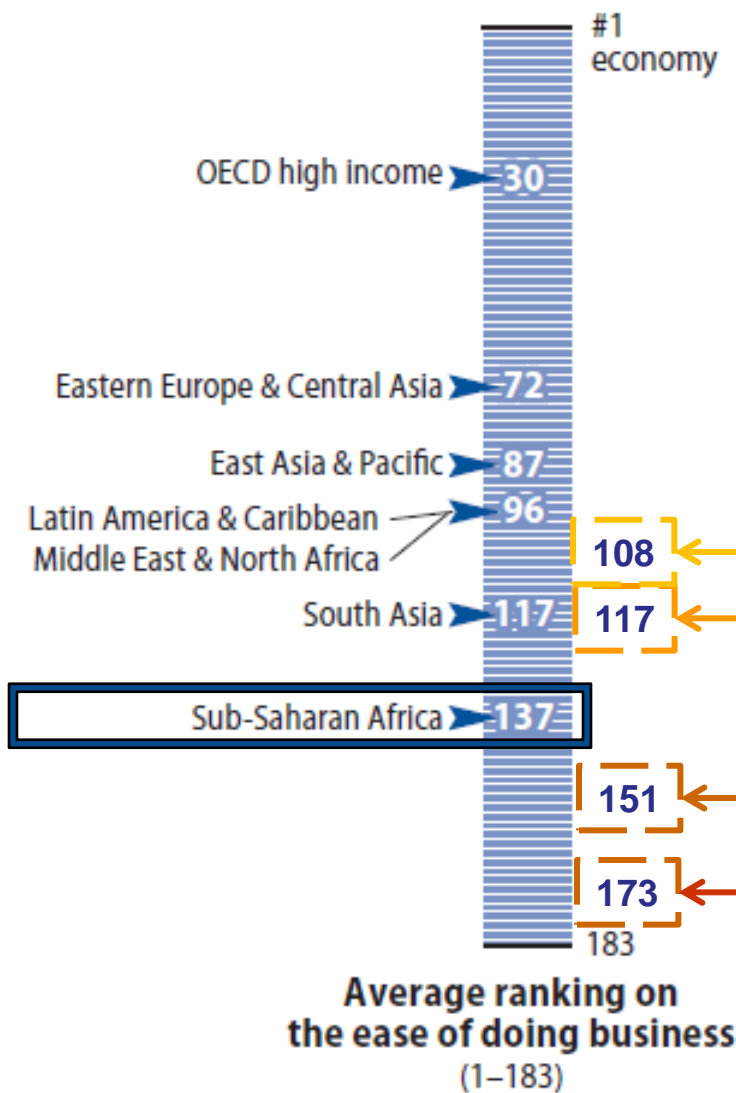 #1
economy
OECD high income 30
Eastern Europe & Central Asia 72
East Asia & Pacific 87
Latin America & Caribbean 96
Middle East & North Africa
108
South Asia 117 117
Sub-Saharan Africa 137
151
173
183
Average ranking on
the ease of doing business
(1–183)